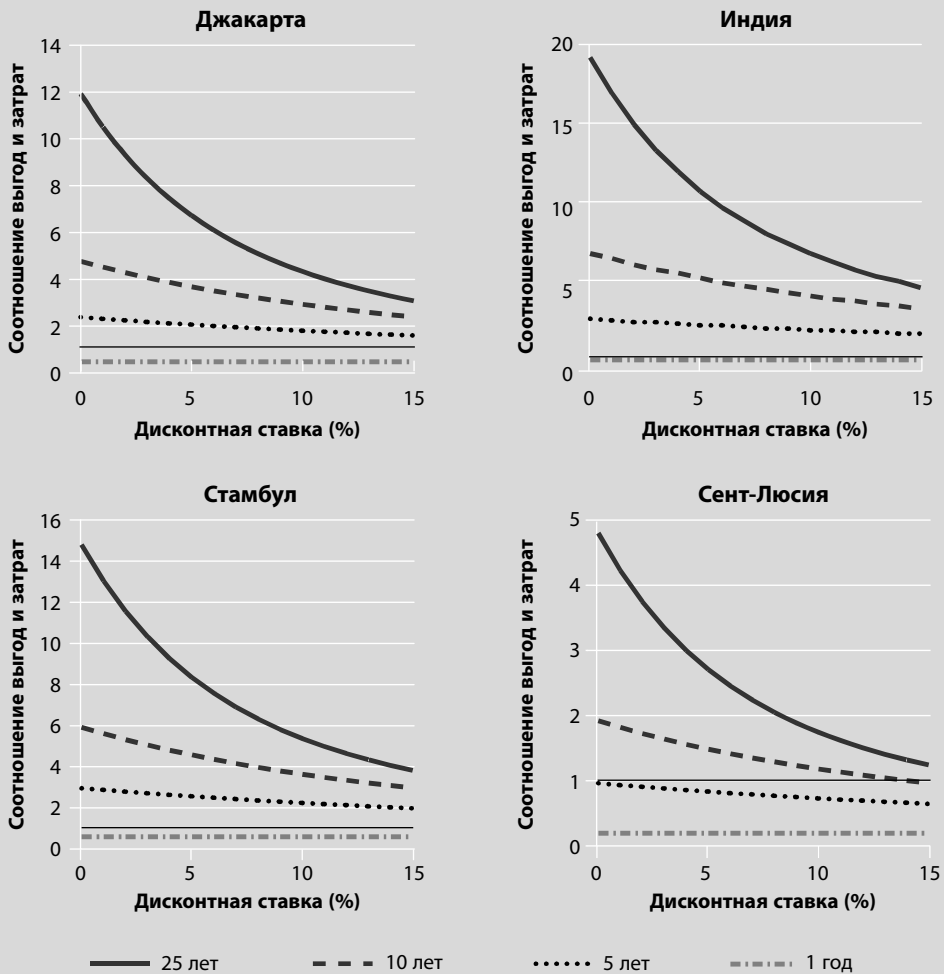 Джакарта
Соотношение выгод и затрат
14
12
10
8
6
4
2
0
0 5 10 15
Дисконтная ставка (%)
Индия
Соотношение выгод и затрат
20
15
10
5
0
0 5 10 15
Дисконтная ставка (%)
Стамбул
Соотношение выгод и затрат
16
14
12
10
8
6
4
2
0
0 5 10 15
Дисконтная ставка (%)
Сент-Люсия
Соотношение выгод и затрат
5
4
3
2
1
0
0 5 10 15
Дисконтная ставка (%)
25 лет 10 лет 5 лет 1 год